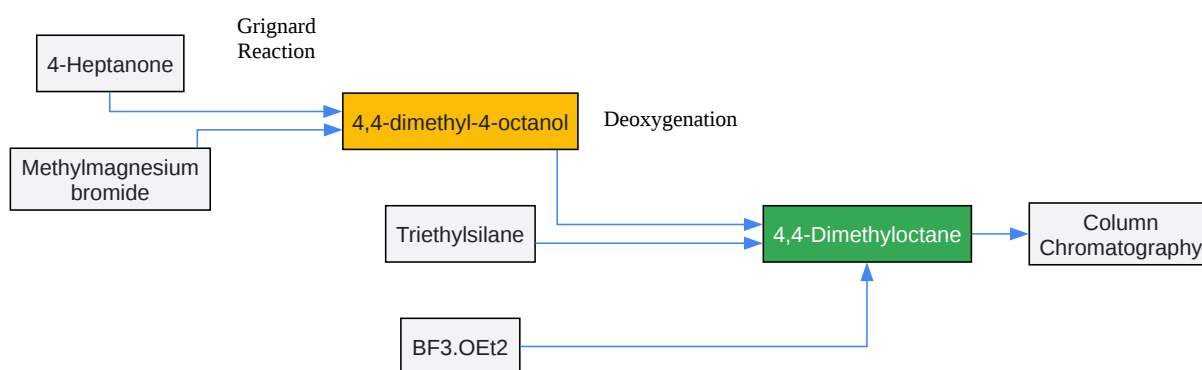 Grignard
Reaction
4-Heptanone
4,4-dimethyl-4-octanol
Deoxygenation
Methylmagnesium
bromide
Triethylsilane
4,4-Dimethyloctane
Column
Chromatography
BF3.OEt2